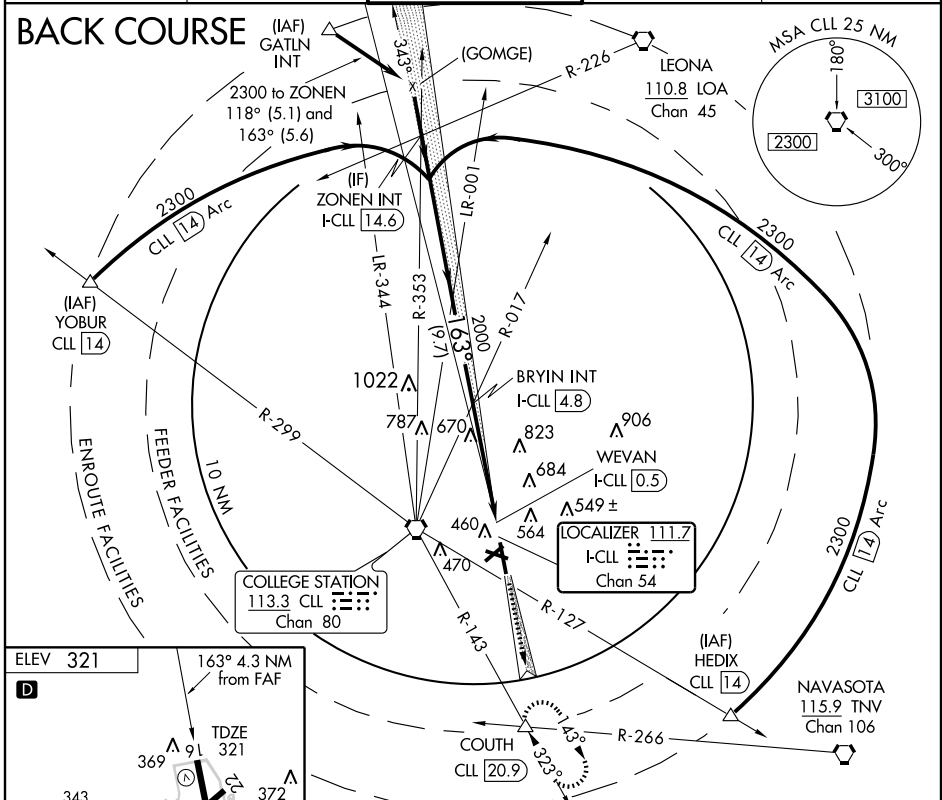 BACK COURSE
(IAF)
GATLN
INT
343°
(GOMGE)
R-226
LEONA
110.8 LOA
Chan 45
MSA CLL 25 NM
180°
3100
2300
300°
2300 to ZONEN
118° (5.1) and
163° (5.6)
(IF)
ZONEN INT
I-CLL 14.6
2300
CLL 14 Arc
LR-001
2300
CLL 14 Arc
(IAF)
YOBUR
CLL 14
LR-344
R-353
(9.7)
163°
2000
R-017
BRYIN INT
I-CLL 4.8
1022
787
670
823
906
684
WEVAN
I-CLL 0.5
549 ±
564
460
470
R-299
ENROUTE FACILITIES
FEEDER FACILITIES
10 NM
LOCALIZER 111.7
I-CLL
Chan 54
COLLEGE STATION
113.3 CLL
Chan 80
R-143
R-127
2300
CLL 14 Arc
(IAF)
HEDIX
CLL 14
NAVASOTA
115.9 TNV
Chan 106
R-266
COUTH
CLL 20.9
143°
323°
ELEV 321
D
163° 4.3 NM
from FAF
TDZE
321
369
16
V
22
372
343